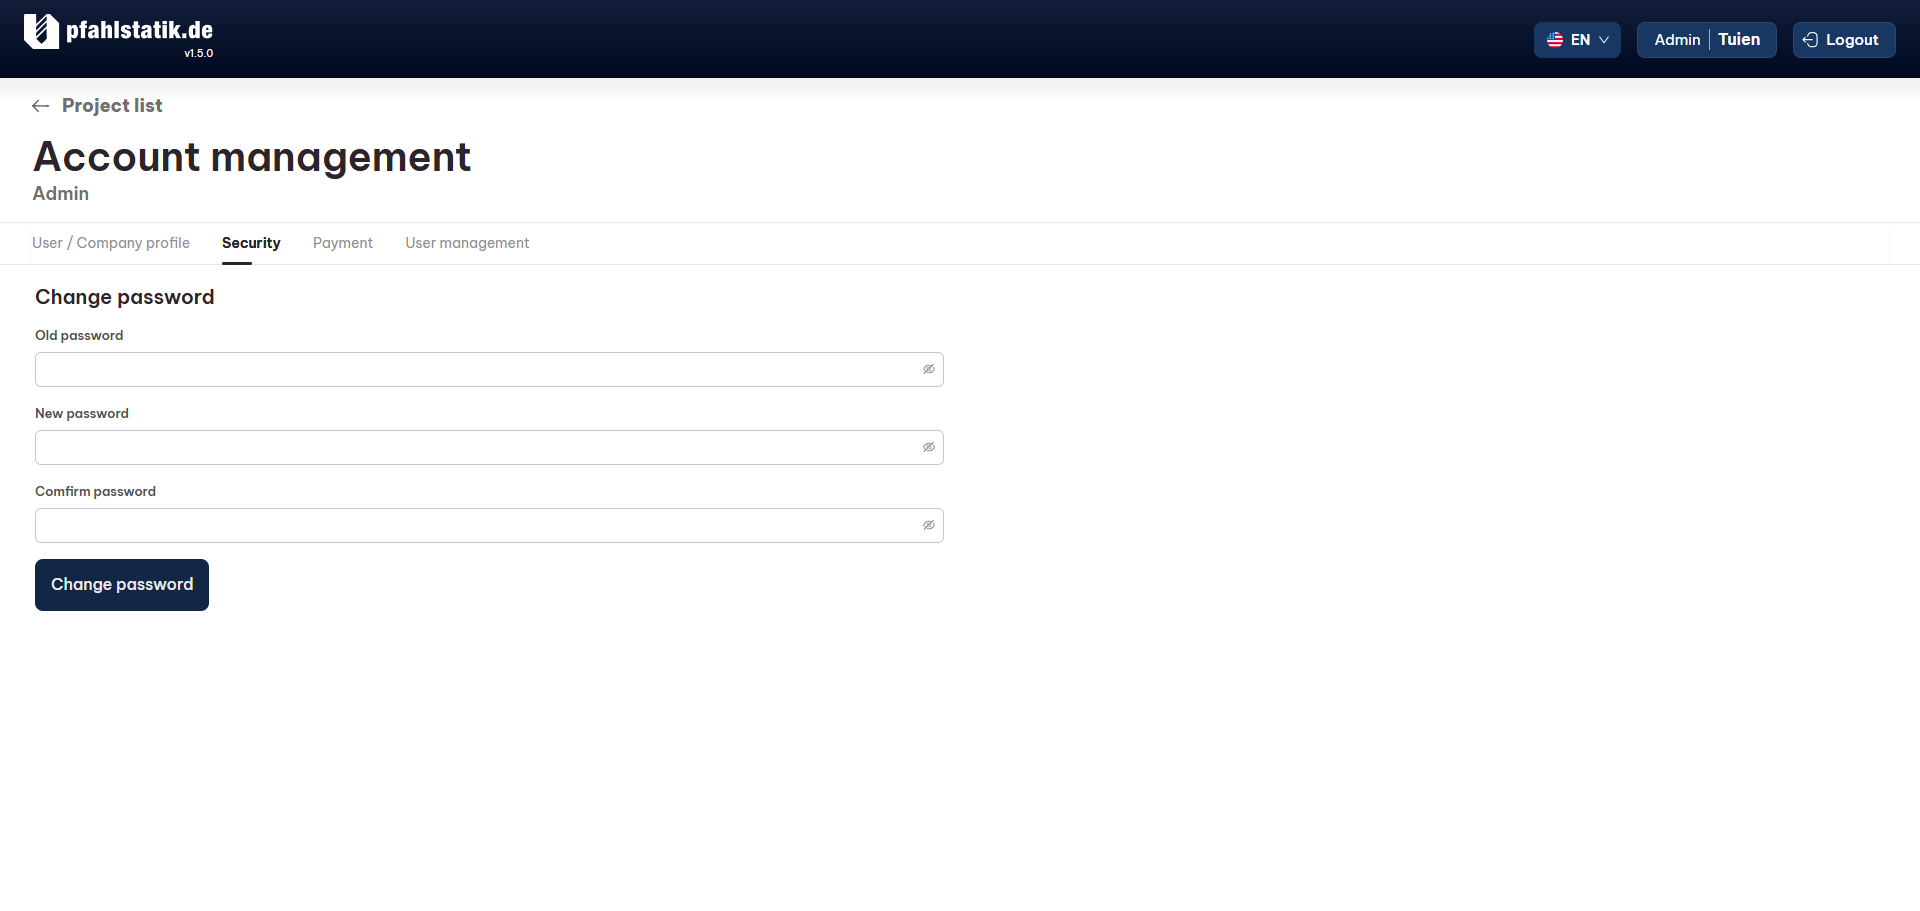 pfahlstatik.de
v1.5.0
EN
Admin Tuien
Logout
Project list
Account management
Admin
User / Company profile Security Payment User management
Change password
Old password
New password
Comfirm password
Change password